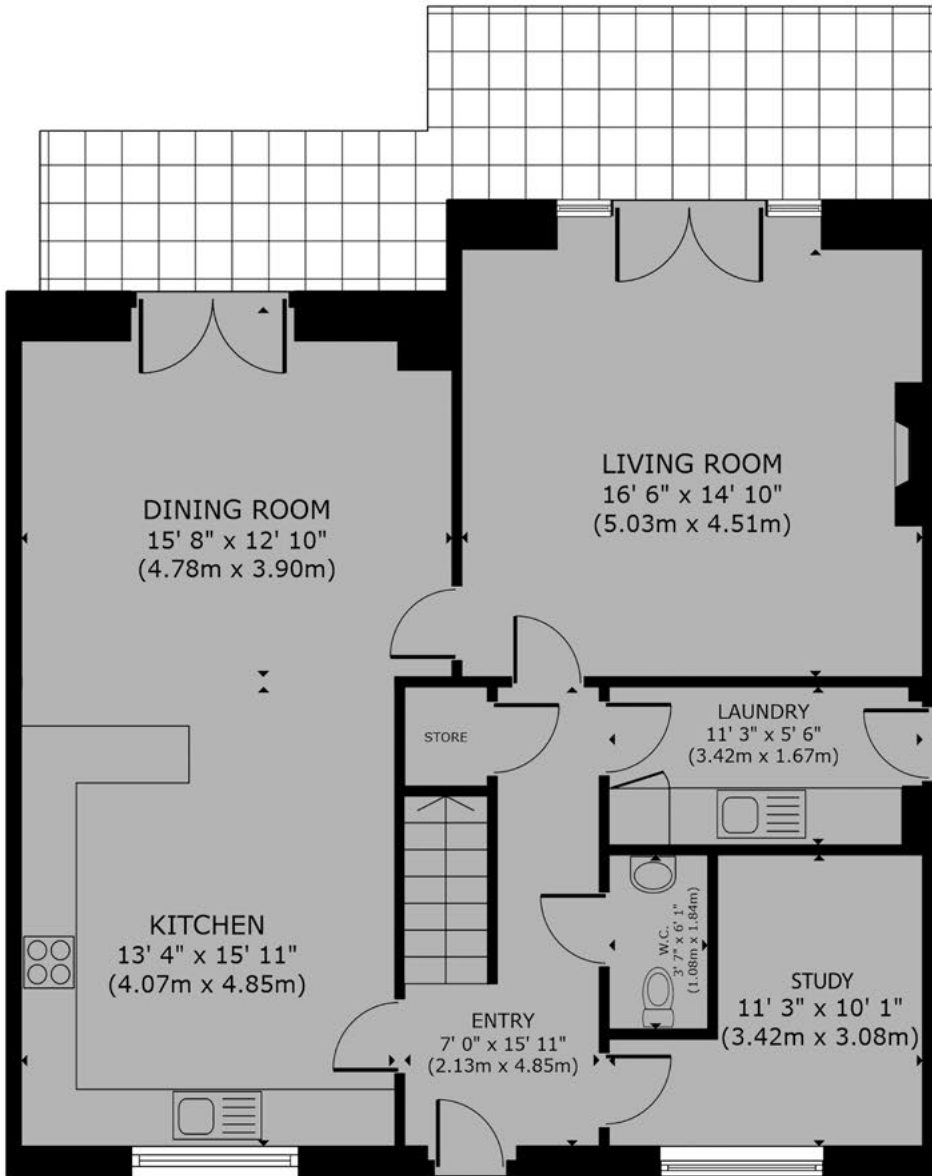 LIVING ROOM
16' 6" x 14' 10"
(5.03m x 4.51m)
DINING ROOM
15' 8" x 12' 10"
(4.78m x 3.90m)
STORE
LAUNDRY
11' 3" x 5' 6"
(3.42m x 1.67m)
KITCHEN
13' 4" x 15' 11"
(4.07m x 4.85m)
W.C.
3' 7" x 6' 1"
(1.08m x 1.84m)
STUDY
11' 3" x 10' 1"
(3.42m x 3.08m)
ENTRY
7' 0" x 15' 11"
(2.13m x 4.85m)